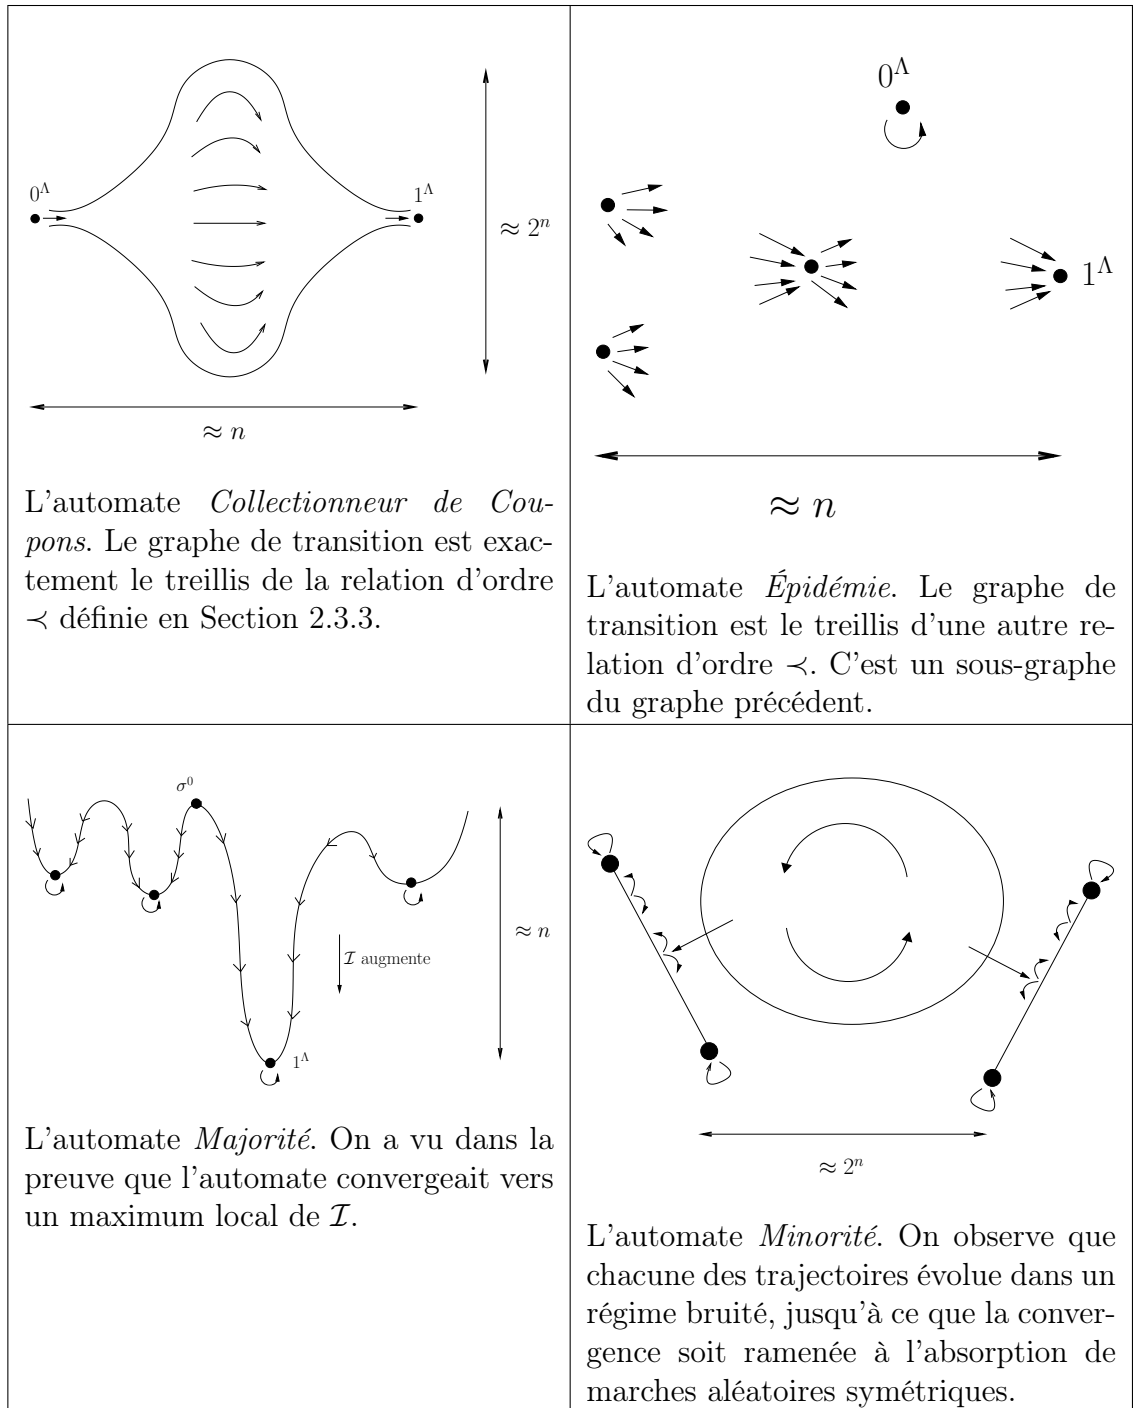 0^Λ
1^Λ
≈ 2^n
≈ n
L'automate Collectionneur de Cou-
pons. Le graphe de transition est exac-
tement le treillis de la relation d'ordre
≺ définie en Section 2.3.3.
0^Λ
1^Λ
≈ n
L'automate Épidémie. Le graphe de
transition est le treillis d'une autre re-
lation d'ordre ≺. C'est un sous-graphe
du graphe précédent.
σ^0
≈ n
ℐ augmente
1^Λ
L'automate Majorité. On a vu dans la
preuve que l'automate convergeait vers
un maximum local de ℐ.
≈ 2^n
L'automate Minorité. On observe que
chacune des trajectoires évolue dans un
régime bruité, jusqu'à ce que la conver-
gence soit ramenée à l'absorption de
marches aléatoires symétriques.